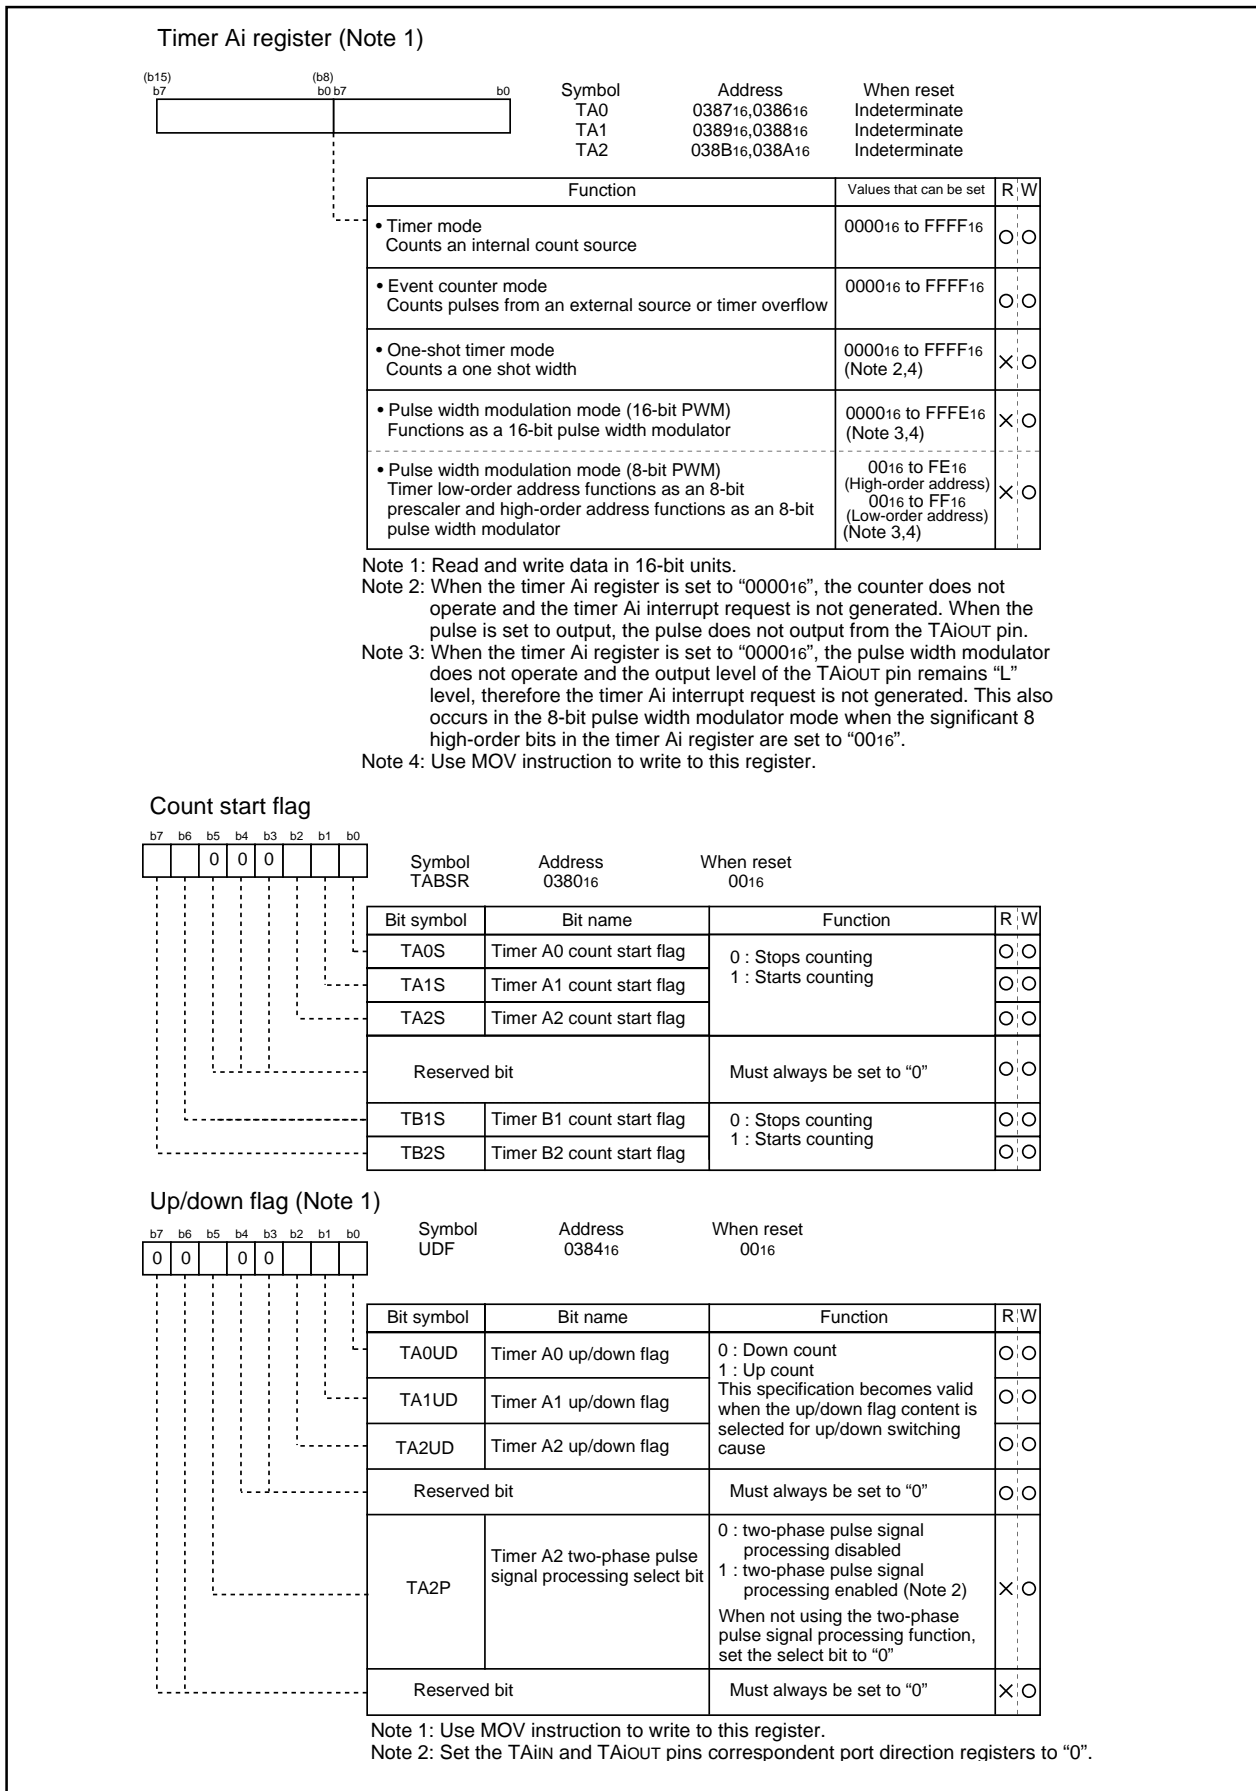 Timer Ai register (Note 1)
(b15) (b8)
b7 b0 b7 b0
Symbol Address When reset
TA0 038716,038616 Indeterminate
TA1 038916,038816 Indeterminate
TA2 038B16,038A16 Indeterminate
Function Values that can be set R W
• Timer mode 000016 to FFFF16
Counts an internal count source
• Event counter mode 000016 to FFFF16
Counts pulses from an external source or timer overflow
• One-shot timer mode 000016 to FFFF16
Counts a one shot width (Note 2,4)
• Pulse width modulation mode (16-bit PWM) 000016 to FFFE16
Functions as a 16-bit pulse width modulator (Note 3,4)
• Pulse width modulation mode (8-bit PWM) 0016 to FE16
Timer low-order address functions as an 8-bit (High-order address)
prescaler and high-order address functions as an 8-bit 0016 to FF16
pulse width modulator (Low-order address)
(Note 3,4)
Note 1: Read and write data in 16-bit units.
Note 2: When the timer Ai register is set to “000016”, the counter does not
operate and the timer Ai interrupt request is not generated. When the
pulse is set to output, the pulse does not output from the TAiOUT pin.
Note 3: When the timer Ai register is set to “000016”, the pulse width modulator
does not operate and the output level of the TAiOUT pin remains “L”
level, therefore the timer Ai interrupt request is not generated. This also
occurs in the 8-bit pulse width modulator mode when the significant 8
high-order bits in the timer Ai register are set to “0016”.
Note 4: Use MOV instruction to write to this register.
Count start flag
b7 b6 b5 b4 b3 b2 b1 b0
0 0 0
Symbol Address When reset
TABSR 038016 0016
Bit symbol Bit name Function R W
TA0S Timer A0 count start flag 0 : Stops counting
TA1S Timer A1 count start flag 1 : Starts counting
TA2S Timer A2 count start flag
Reserved bit Must always be set to “0”
TB1S Timer B1 count start flag 0 : Stops counting
TB2S Timer B2 count start flag 1 : Starts counting
Up/down flag (Note 1)
b7 b6 b5 b4 b3 b2 b1 b0
0 0 0 0
Symbol Address When reset
UDF 038416 0016
Bit symbol Bit name Function R W
TA0UD Timer A0 up/down flag 0 : Down count
1 : Up count
TA1UD Timer A1 up/down flag This specification becomes valid
when the up/down flag content is
TA2UD Timer A2 up/down flag selected for up/down switching
cause
Reserved bit Must always be set to “0”
TA2P Timer A2 two-phase pulse 0 : two-phase pulse signal
signal processing select bit processing disabled
1 : two-phase pulse signal
processing enabled (Note 2)
When not using the two-phase
pulse signal processing function,
set the select bit to “0”
Reserved bit Must always be set to “0”
Note 1: Use MOV instruction to write to this register.
Note 2: Set the TAiIN and TAiOUT pins correspondent port direction registers to “0”.